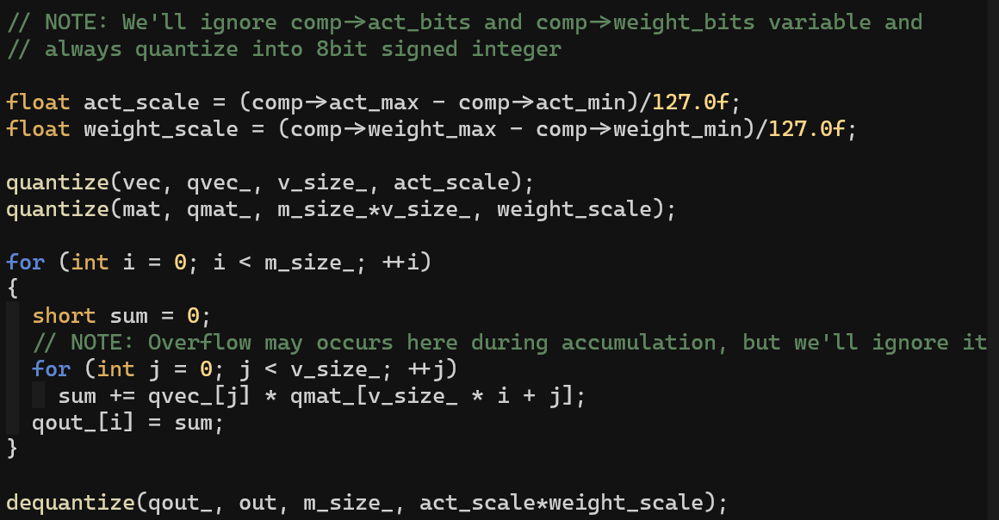 // NOTE: We'll ignore comp->act_bits and comp->weight_bits variable and
// always quantize into 8bit signed integer
float act_scale = (comp->act_max - comp->act_min)/127.0f;
float weight_scale = (comp->weight_max - comp->weight_min)/127.0f;
quantize(vec, qvec_, v_size_, act_scale);
quantize(mat, qmat_, m_size_*v_size_, weight_scale);
for (int i = 0; i < m_size_; ++i)
{
short sum = 0;
// NOTE: Overflow may occurs here during accumulation, but we'll ignore it
for (int j = 0; j < v_size_; ++j)
sum += qvec_[j] * qmat_[v_size_ * i + j];
qout_[i] = sum;
}
dequantize(qout_, out, m_size_, act_scale*weight_scale);